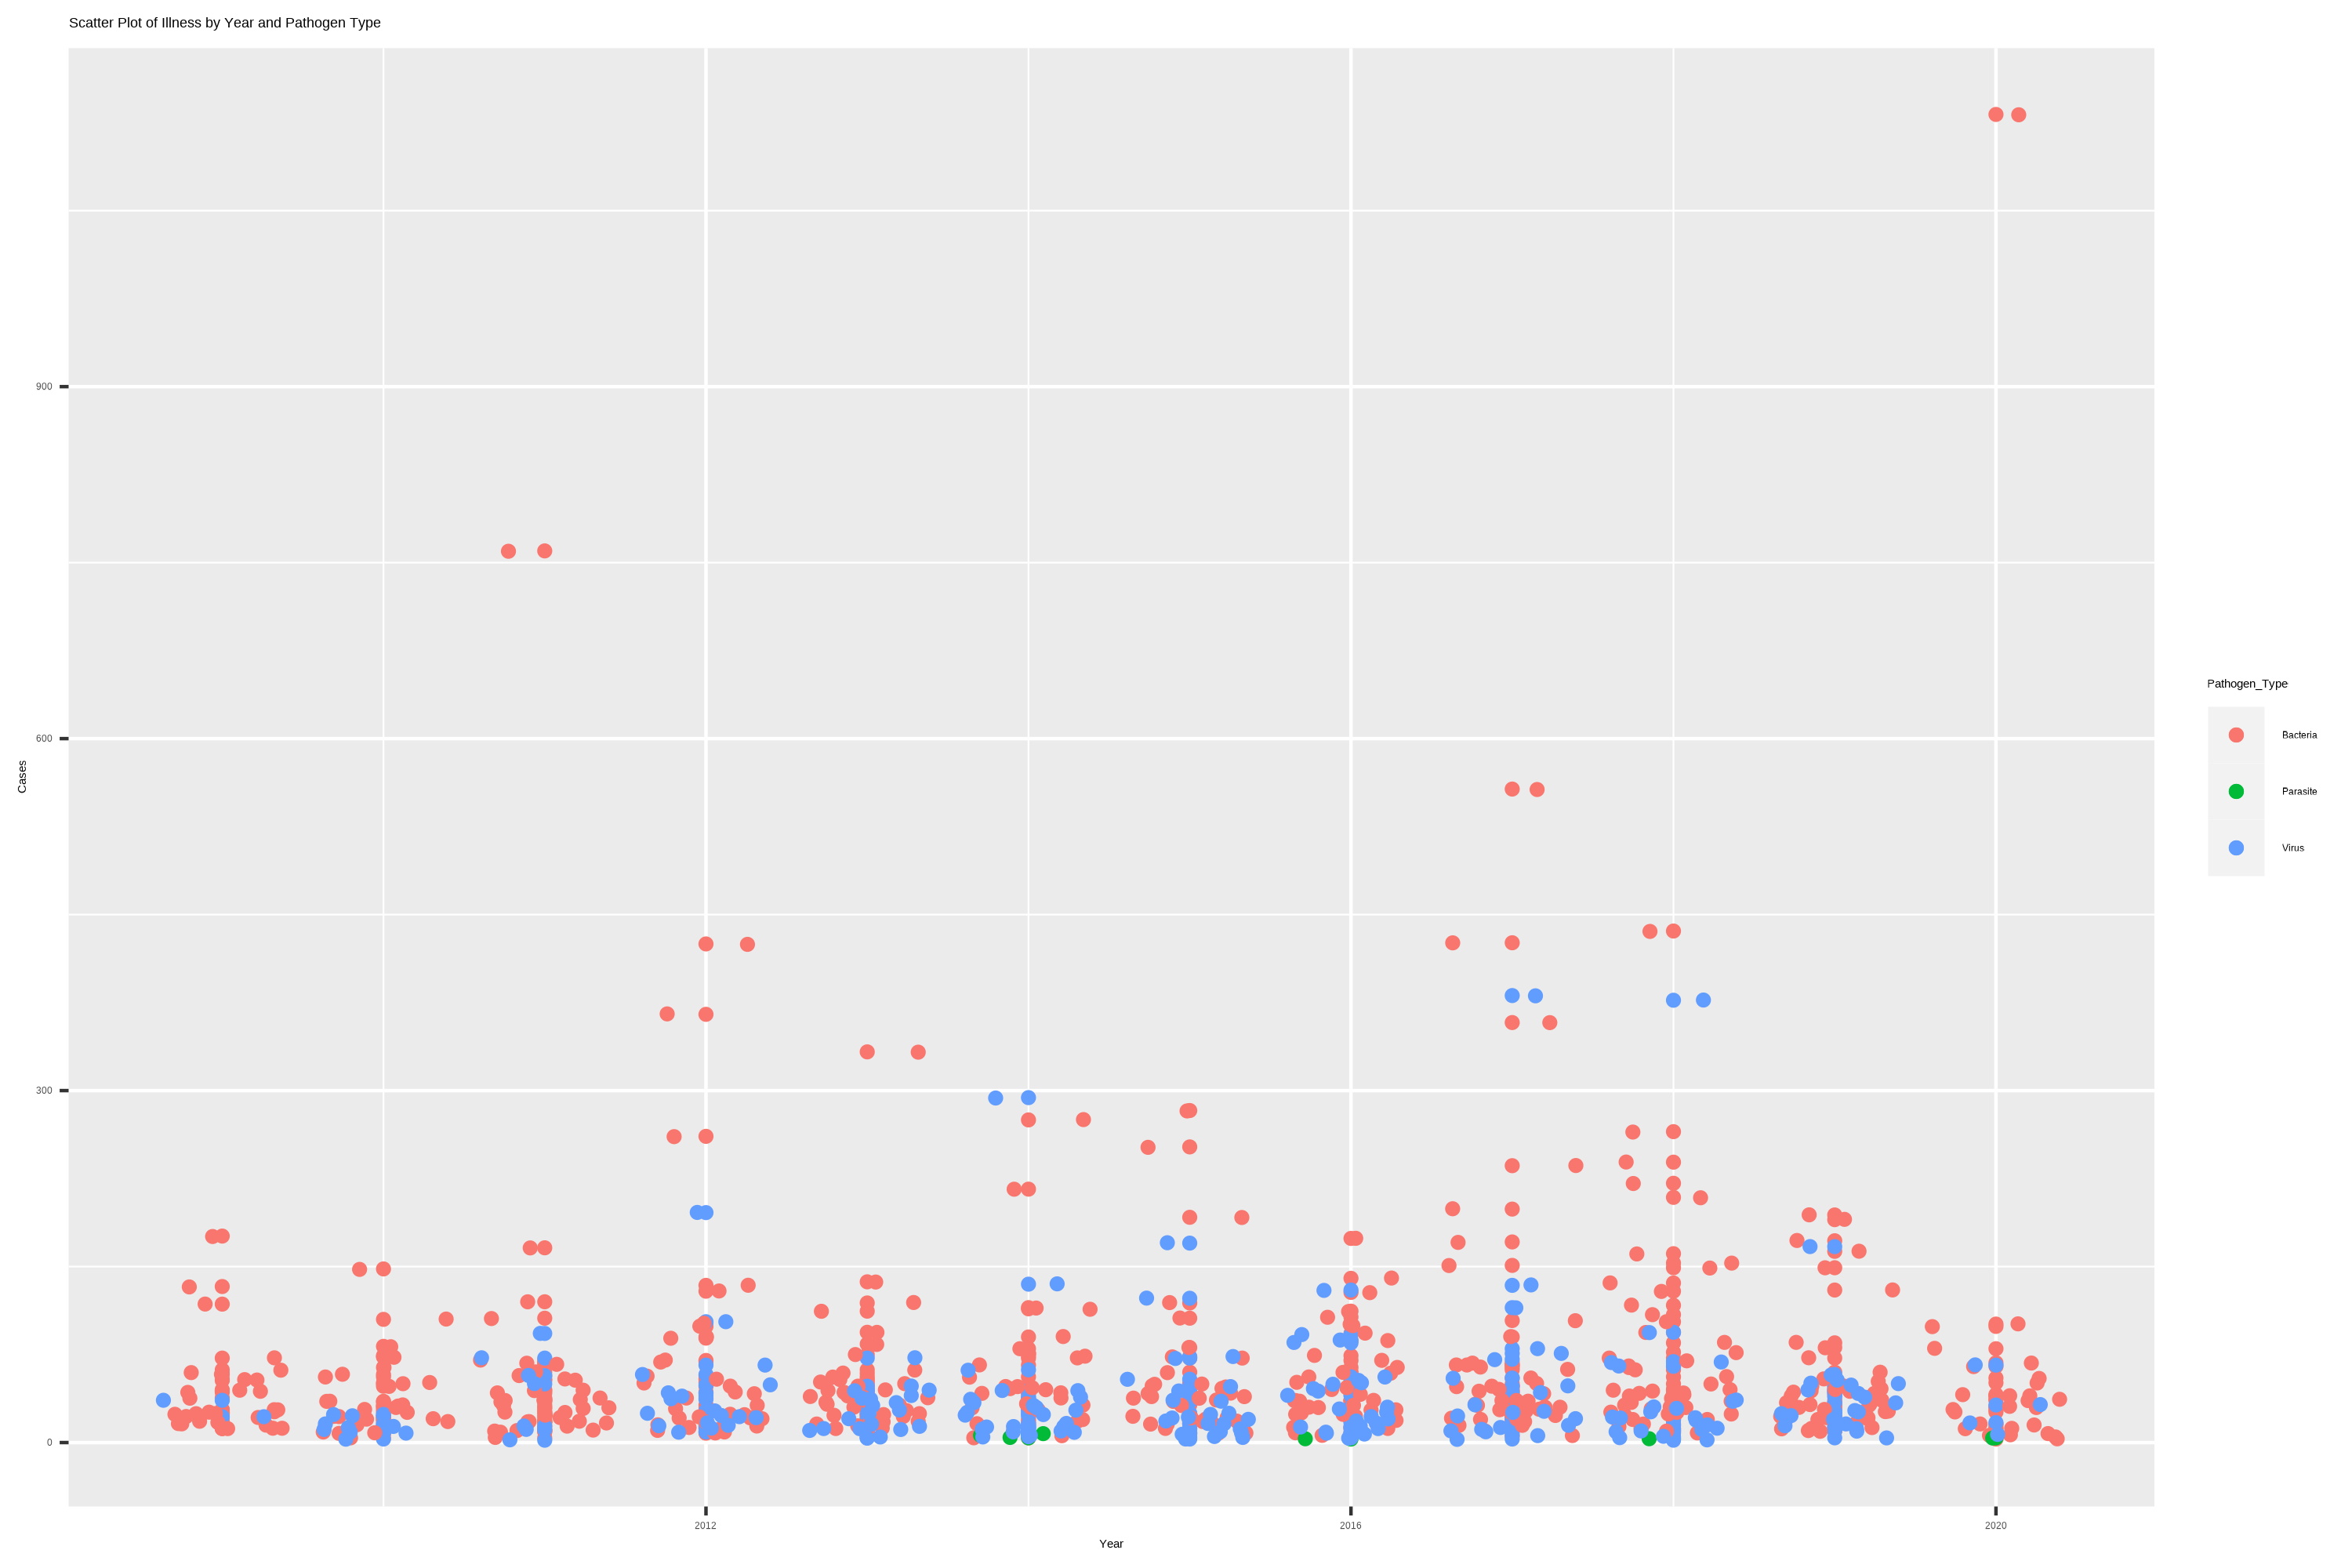 Scatter Plot of Illness by Year and Pathogen Type
900
600
300
0
Cases
2012
2016
2020
Year
Pathogen_Type
Bacteria
Parasite
Virus